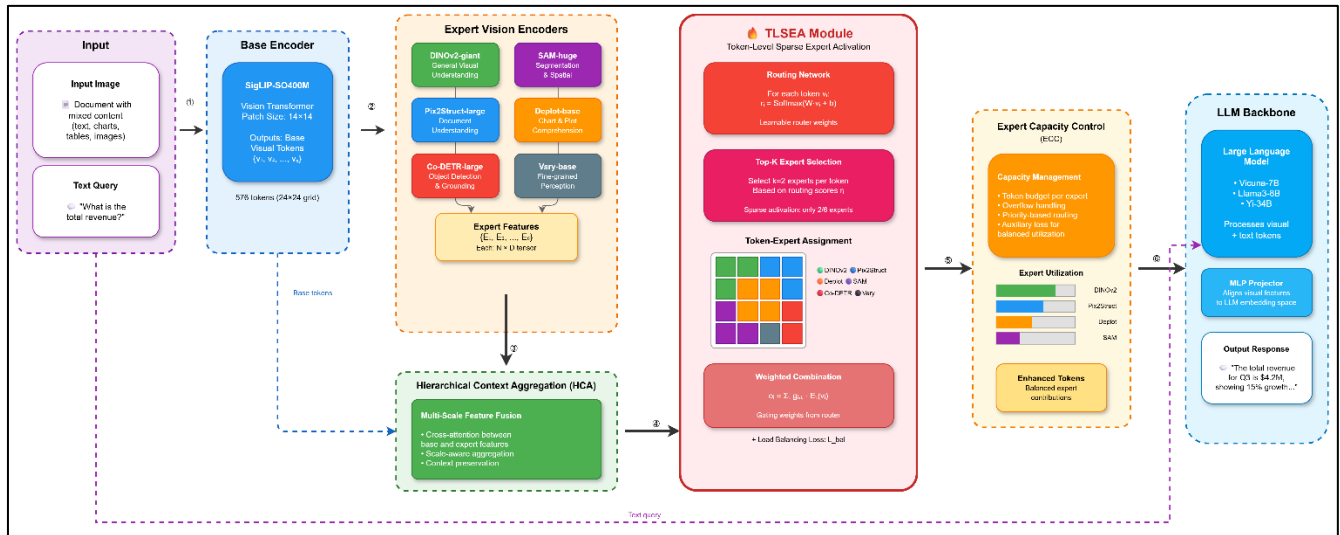 Input
Input Image
Document with
mixed content
(text, charts,
tables, images)
Text Query
"What is the
total revenue?"
(1)
Base Encoder
SigLIP-SO400M
Vision Transformer
Patch Size: 14×14
Outputs: Base
Visual Tokens
576 tokens (24×24 grid)
②
Base tokens
Expert Vision Encoders
DINOv2-giant
General Visual
Understanding
SAM-huge
Segmentation
& Spatial
Pix2Struct-large
Document
Understanding
Deplot-base
Chart & Plot
Comprehension
Co-DETR-large
Object Detection
& Grounding
Vary-base
Fine-grained
Perception
Expert Features
Each: N × D tensor
③
Hierarchical Context Aggregation (HCA)
Multi-Scale Feature Fusion
• Cross-attention between
base and expert features
• Scale-aware aggregation
• Context preservation
④
TLSEA Module
Token-Level Sparse Expert Activation
Routing Network
For each token
Learnable router
weights
Top-K Expert Selection
Select k=2 experts per token
Based on routing scores
Sparse activation: only 2/6 experts
Token-Expert Assignment
DINOv2 Pix2Struct
Deplot SAM
Co-DETR Vary
Weighted Combination
Gating weights from router
+ Load Balancing Loss: L_bal
⑤
Expert Capacity Control
(ECC)
Capacity Management
• Token budget per expert
• Overflow handling
• Priority-based routing
• Auxiliary loss for
balanced utilization
Expert Utilization
DINOv2
Pix2Struct
Deplot
SAM
Enhanced Tokens
Balanced expert
contributions
⑥
LLM Backbone
Large Language
Model
• Vicuna-7B
• Llama3-8B
• Yi-34B
Processes visual
+ text tokens
MLP Projector
Aligns visual features
to LLM embedding space
Output Response
"The total revenue
for Q3 is $4.2M,
showing 15% growth..."
Text query